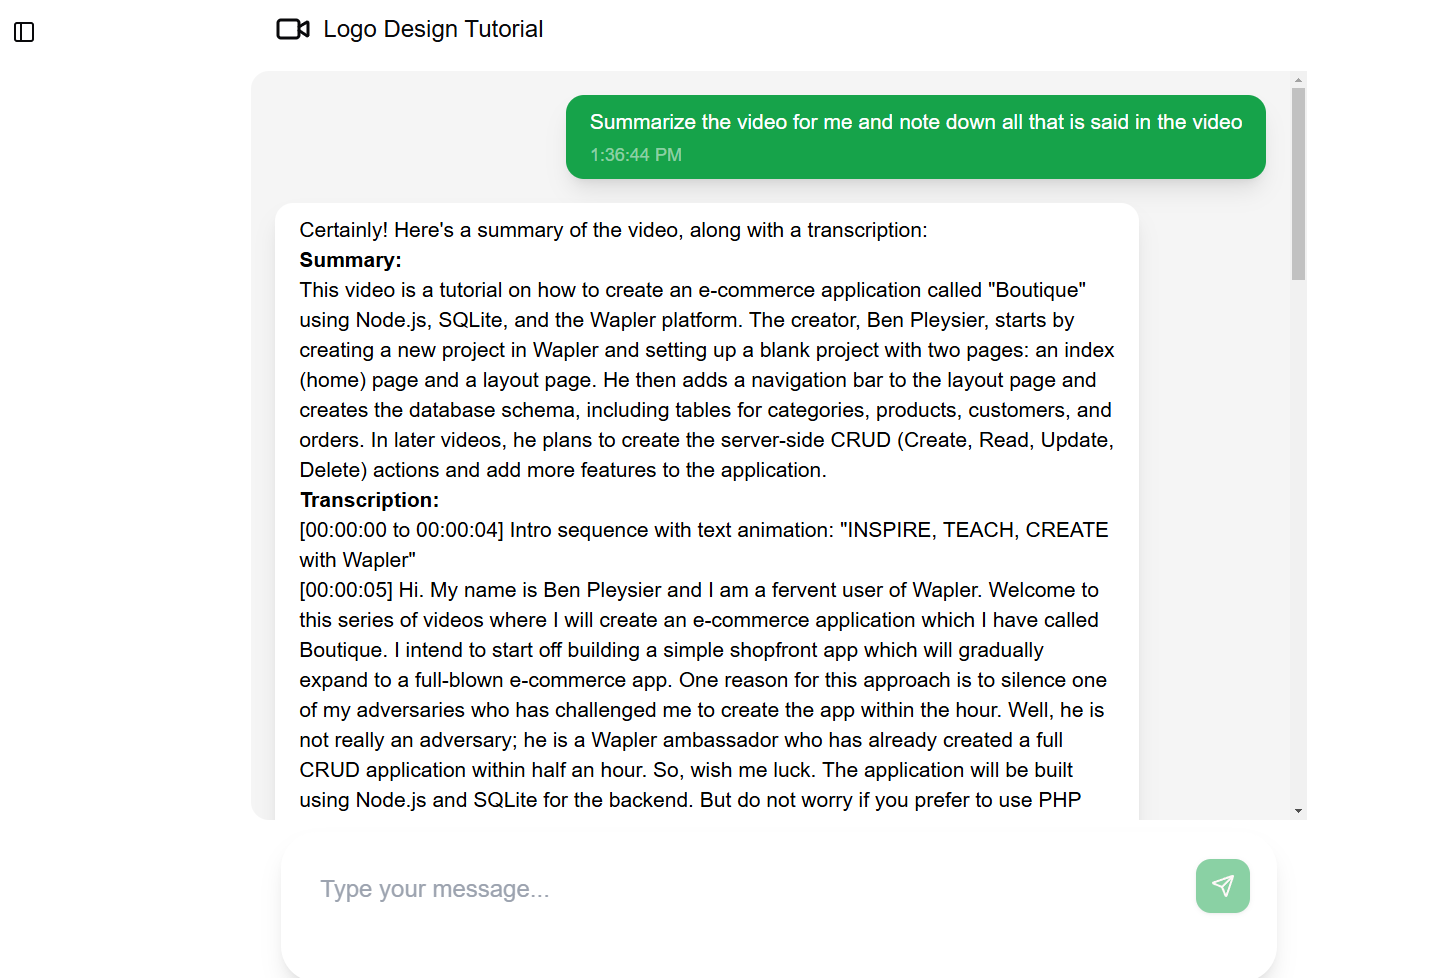 Logo Design Tutorial
Summarize the video for me and note down all that is said in the video
1:36:44 PM
Certainly! Here's a summary of the video, along with a transcription:
Summary:
This video is a tutorial on how to create an e-commerce application called "Boutique"
using Node.js, SQLite, and the Wapler platform. The creator, Ben Pleysier, starts by
creating a new project in Wapler and setting up a blank project with two pages: an index
(home) page and a layout page. He then adds a navigation bar to the layout page and
creates the database schema, including tables for categories, products, customers, and
orders. In later videos, he plans to create the server-side CRUD (Create, Read, Update,
Delete) actions and add more features to the application.
Transcription:
[00:00:00 to 00:00:04] Intro sequence with text animation: "INSPIRE, TEACH, CREATE
with Wapler"
[00:00:05] Hi. My name is Ben Pleysier and I am a fervent user of Wapler. Welcome to
this series of videos where I will create an e-commerce application which I have called
Boutique. I intend to start off building a simple shopfront app which will gradually
expand to a full-blown e-commerce app. One reason for this approach is to silence one
of my adversaries who has challenged me to create the app within the hour. Well, he is
not really an adversary; he is a Wapler ambassador who has already created a full
CRUD application within half an hour. So, wish me luck. The application will be built
using Node.js and SQLite for the backend. But do not worry if you prefer to use PHP
Type your message...